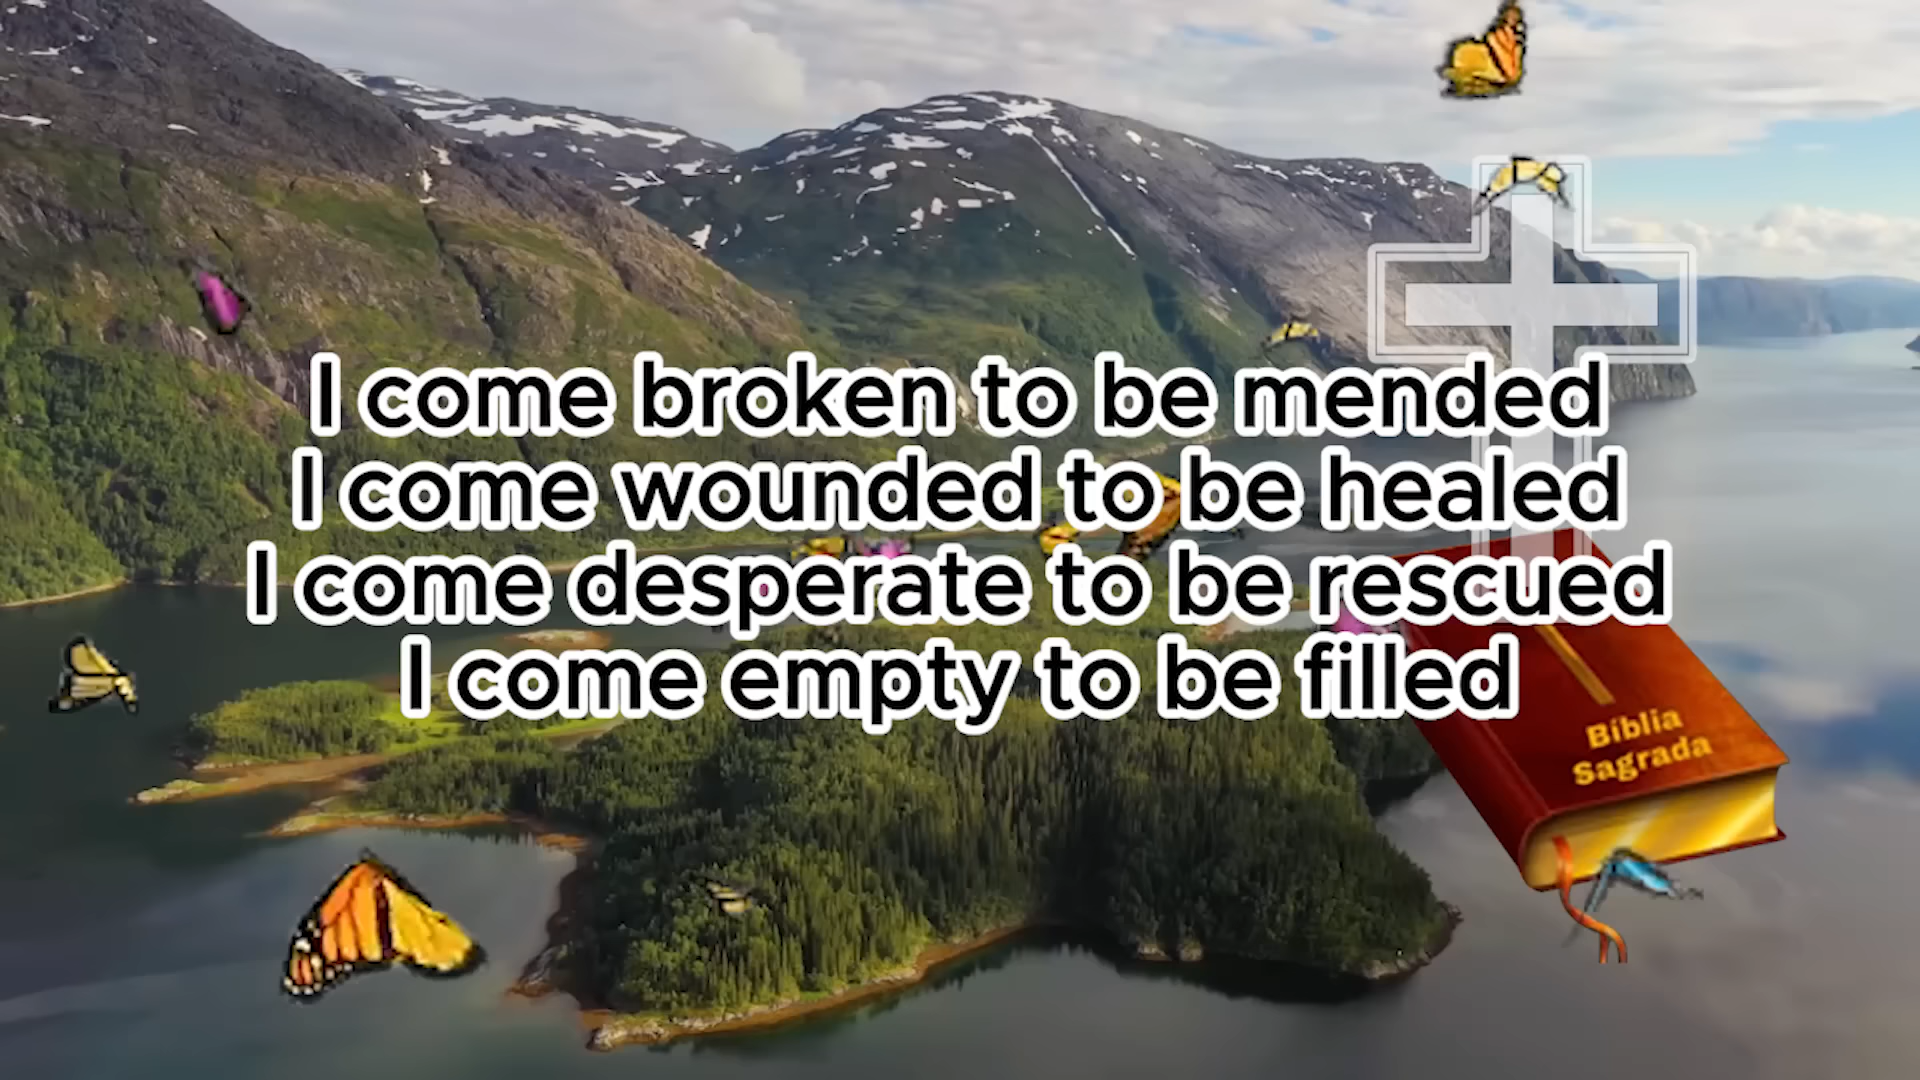 I come broken to be mended
I come wounded to be healed
I come desperate to be rescued
I come empty to be filled
Bíblia
Sagrada